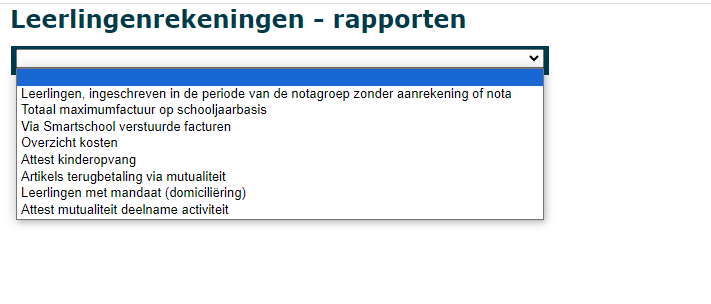 Leerlingenrekeningen - rapporten
Leerlingen, ingeschreven in de periode van de notagroep zonder aanrekening of nota
Totaal maximumfactuur op schooljaarbasis
Via Smartschool verstuurde facturen
Overzicht kosten
Attest kinderopvang
Artikels terugbetaling via mutualiteit
Leerlingen met mandaat (domiciliëring)
Attest mutualiteit deelname activiteit